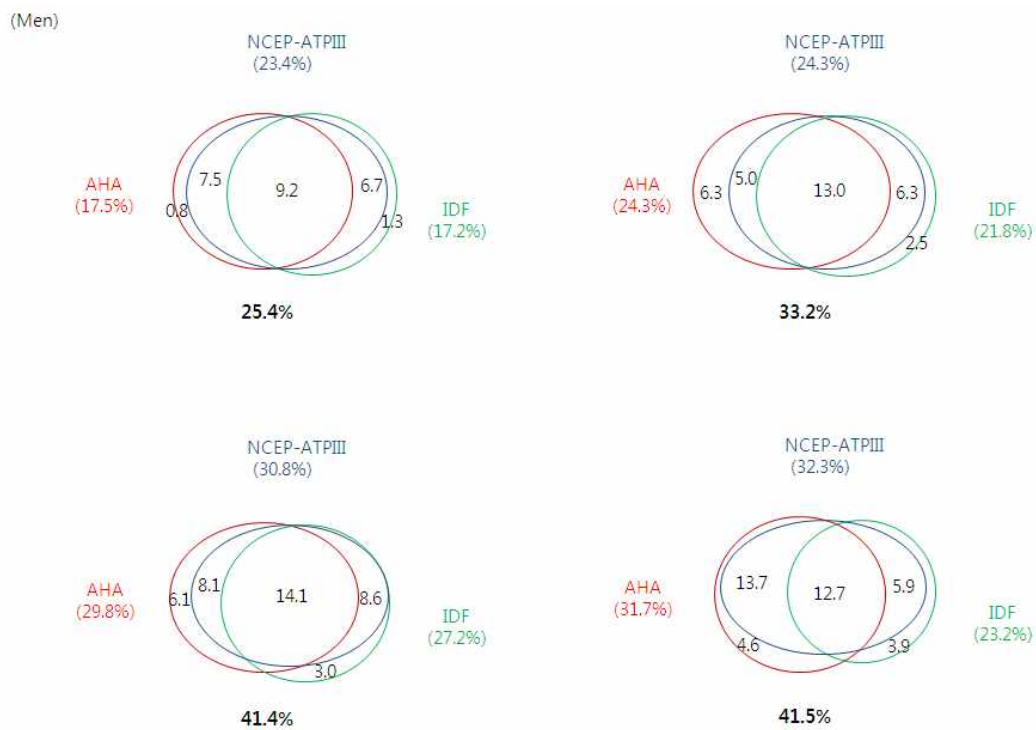 (Men)
NCEP-ATPIII
(23.4%)
AHA
(17.5%)
0.8
7.5
9.2
6.7
1.3
IDF
(17.2%)
25.4%
NCEP-ATPIII
(24.3%)
AHA
(24.3%)
6.3
5.0
13.0
6.3
2.5
IDF
(21.8%)
33.2%
NCEP-ATPIII
(30.8%)
AHA
(29.8%)
6.1
8.1
14.1
8.6
3.0
IDF
(27.2%)
41.4%
NCEP-ATPIII
(32.3%)
AHA
(31.7%)
13.7
12.7
5.9
4.6
3.9
IDF
(23.2%)
41.5%